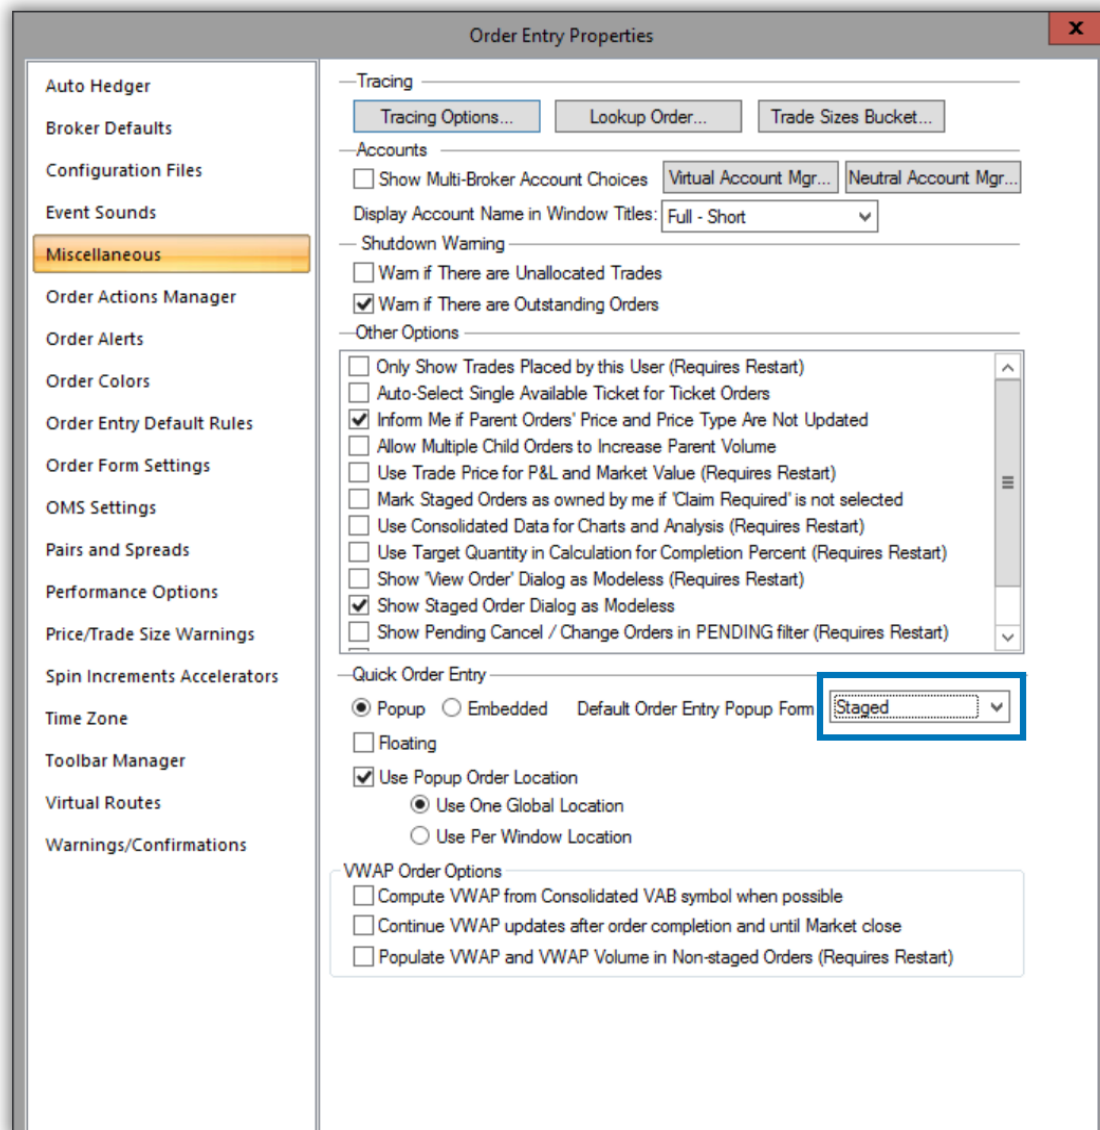 Order Entry Properties
x
Auto Hedger
Broker Defaults
Configuration Files
Event Sounds
Miscellaneous
Order Actions Manager
Order Alerts
Order Colors
Order Entry Default Rules
Order Form Settings
OMS Settings
Pairs and Spreads
Performance Options
Price/Trade Size Warnings
Spin Increments Accelerators
Time Zone
Toolbar Manager
Virtual Routes
Warnings/Confirmations
Tracing
Tracing Options... Lookup Order... Trade Sizes Bucket...
Accounts
Show Multi-Broker Account Choices Virtual Account Mgr... Neutral Account Mgr...
Display Account Name in Window Titles: Full - Short
Shutdown Warning
Warn if There are Unallocated Trades
Warn if There are Outstanding Orders
Other Options
Only Show Trades Placed by this User (Requires Restart)
Auto-Select Single Available Ticket for Ticket Orders
Inform Me if Parent Orders' Price and Price Type Are Not Updated
Allow Multiple Child Orders to Increase Parent Volume
Use Trade Price for P&L and Market Value (Requires Restart)
Mark Staged Orders as owned by me if 'Claim Required' is not selected
Use Consolidated Data for Charts and Analysis (Requires Restart)
Use Target Quantity in Calculation for Completion Percent (Requires Restart)
Show 'View Order' Dialog as Modeless (Requires Restart)
Show Staged Order Dialog as Modeless
Show Pending Cancel / Change Orders in PENDING filter (Requires Restart)
Quick Order Entry
Popup Embedded Default Order Entry Popup Form Staged
Floating
Use Popup Order Location
Use One Global Location
Use Per Window Location
VWAP Order Options
Compute VWAP from Consolidated VAB symbol when possible
Continue VWAP updates after order completion and until Market close
Populate VWAP and VWAP Volume in Non-staged Orders (Requires Restart)